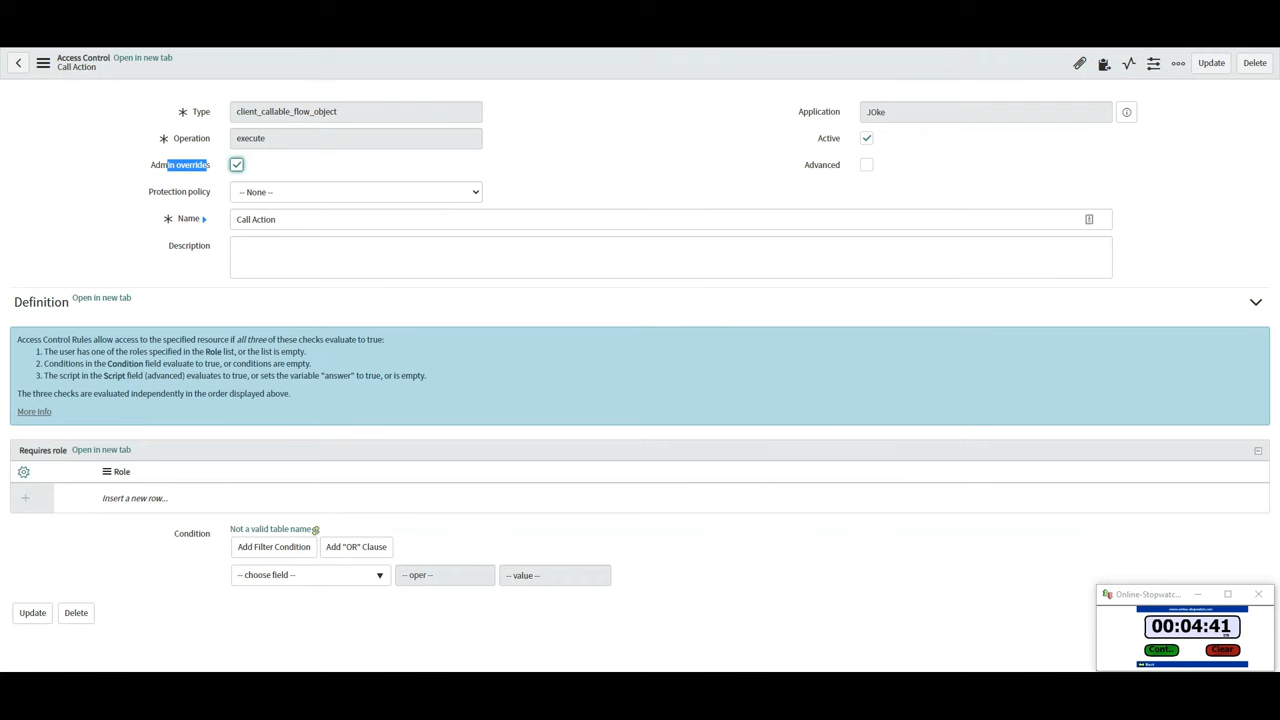 Access Control Open in new tab
Call Action
Update
Delete
Type client_callable_flow_object
Application JOke
Operation execute
Active
Admin overrides
Advanced
Protection policy -- None --
Name Call Action
Description
Definition Open in new tab
Access Control Rules allow access to the specified resource if all three of these checks evaluate to true:
1. The user has one of the roles specified in the Role list, or the list is empty.
2. Conditions in the Condition field evaluate to true, or conditions are empty.
3. The script in the Script field (advanced) evaluates to true, or sets the variable "answer" to true, or is empty.
The three checks are evaluated independently in the order displayed above.
More Info
Requires role Open in new tab
Role
Insert a new row...
Condition Not a valid table name
Add Filter Condition Add "OR" Clause
-- choose field -- -- oper -- -- value --
Update Delete
Online-Stopwatc...
www.online-stopwatch.com
00:04:41
Cont.. Clear
Back